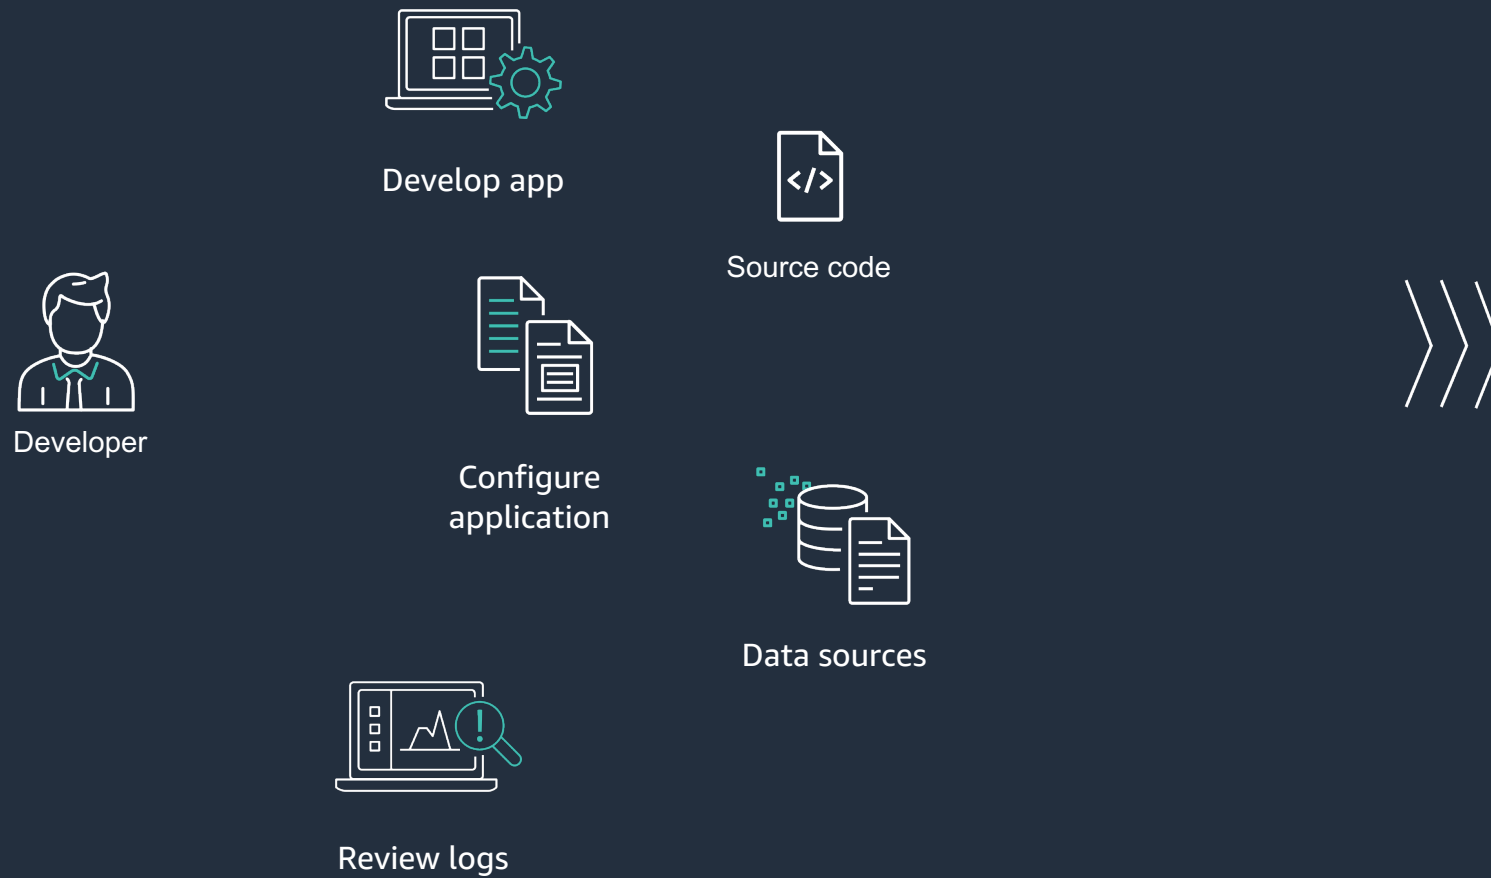 Develop app
Source code
Developer
Configure
application
Data sources
Review logs